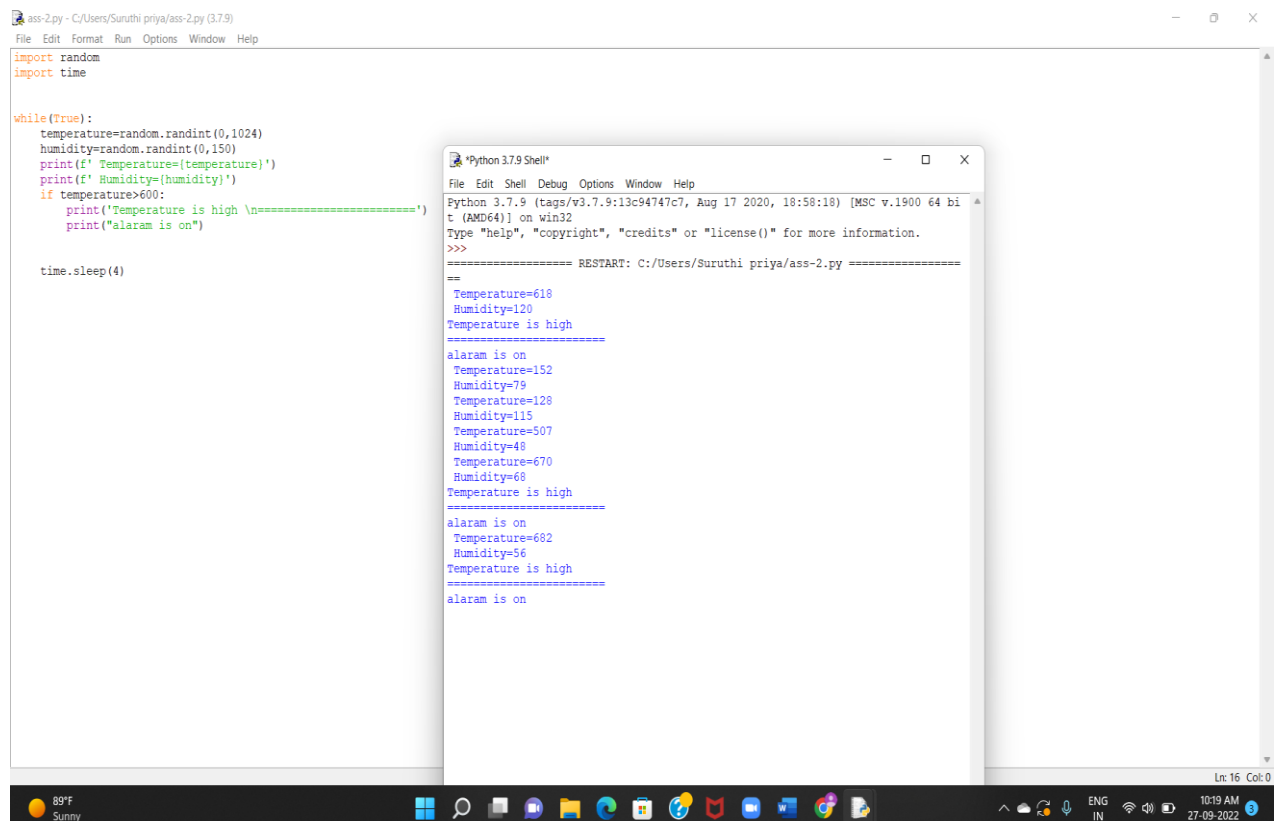 ass-2.py - C:/Users/Suruthi priya/ass-2.py (3.7.9)
File Edit Format Run Options Window Help
import random
import time
while(True):
    temperature=random.randint(0,1024)
    humidity=random.randint(0,150)
    print(f' Temperature={temperature}')
    print(f' Humidity={humidity}')
    if temperature>600:
        print('Temperature is high \n========================')
        print("alaram is on")
    time.sleep(4)
*Python 3.7.9 Shell*
File Edit Shell Debug Options Window Help
Python 3.7.9 (tags/v3.7.9:13c94747c7, Aug 17 2020, 18:58:18) [MSC v.1900 64 bi
t (AMD64)] on win32
Type "help", "copyright", "credits" or "license()" for more information.
>>>
=================== RESTART: C:/Users/Suruthi priya/ass-2.py =================
==
 Temperature=618
 Humidity=120
Temperature is high
========================
alaram is on
 Temperature=152
 Humidity=79
 Temperature=128
 Humidity=115
 Temperature=507
 Humidity=48
 Temperature=670
 Humidity=68
Temperature is high
========================
alaram is on
 Temperature=682
 Humidity=56
Temperature is high
========================
alaram is on
Ln: 16 Col: 0
89°F
Sunny
ENG
IN
10:19 AM
27-09-2022
3